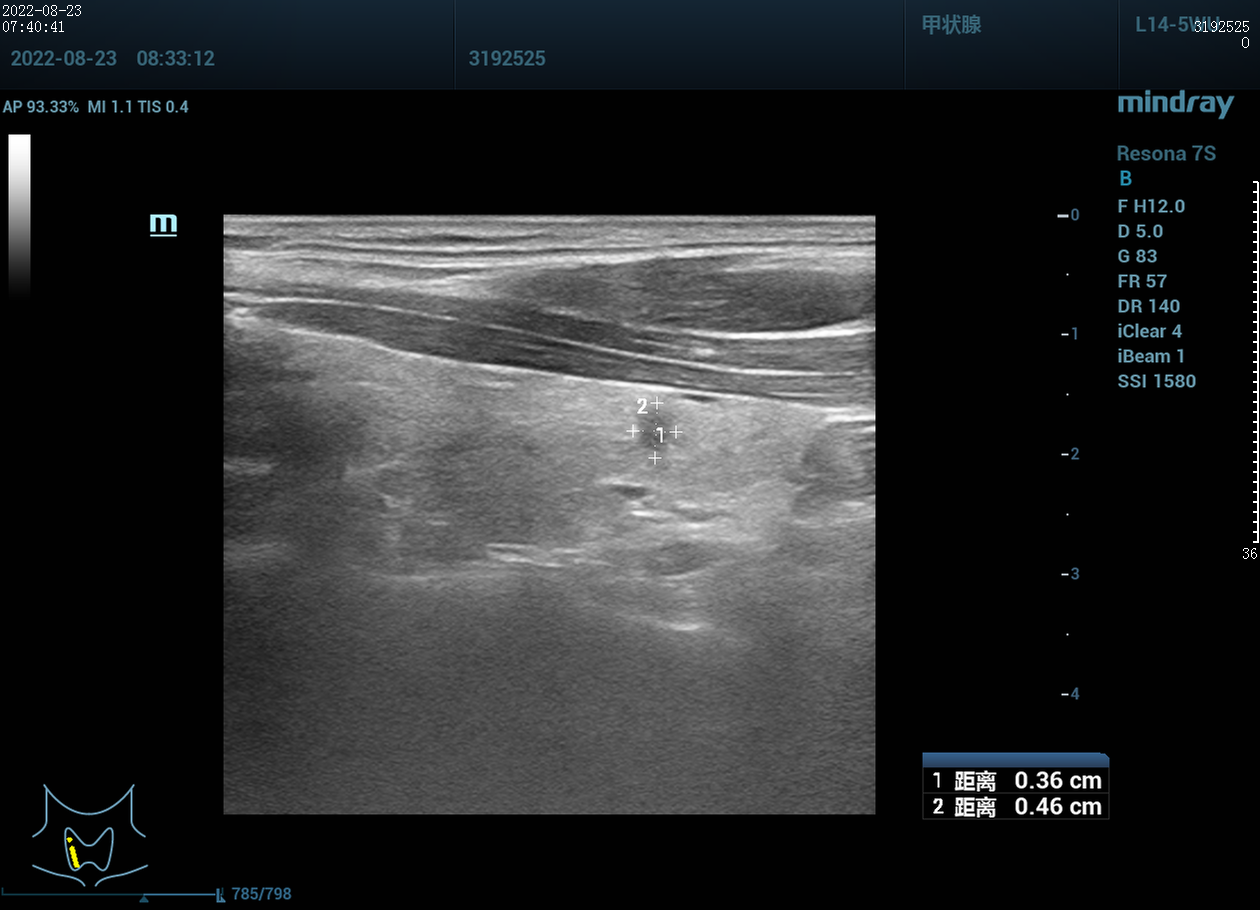 2022-08-23
07:40:41
2022-08-23 08:33:12
3192525
甲状腺
L14-5WU
3192525
0
AP 93.33% MI 1.1 TIS 0.4
mindray
Resona 7S
B
F H12.0
D 5.0
G 83
FR 57
DR 140
iClear 4
iBeam 1
SSI 1580
m
0
1
2
3
4
2
1
36
1 距离 0.36 cm
2 距离 0.46 cm
785/798